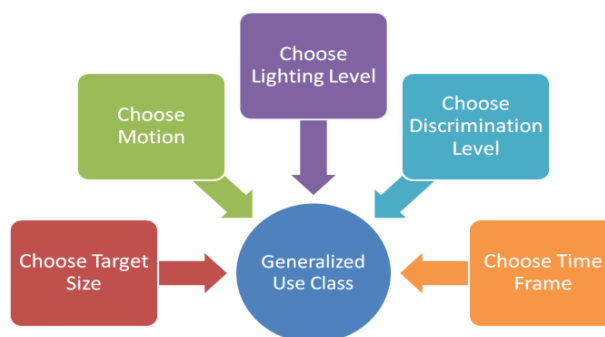 Choose
Lighting Level
Choose
Motion
Choose
Discrimination
Level
Choose Target
Size
Generalized
Use Class
Choose Time
Frame